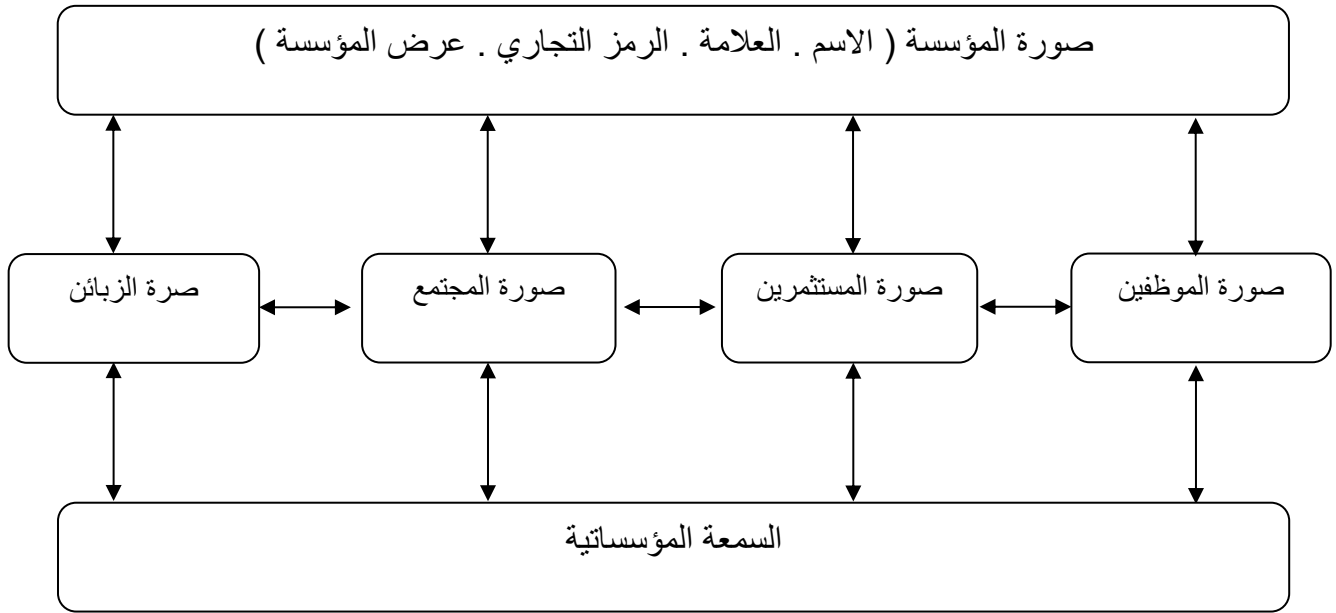 صورة المؤسسة ( الاسم . العلامة . الرمز التجاري . عرض المؤسسة )
صورة الموظفين
صورة المستثمرين
صورة المجتمع
صرة الزبائن
السمعة المؤسساتية